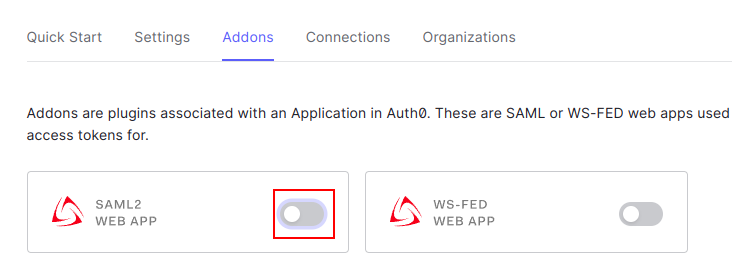 Quick Start Settings Addons Connections Organizations
Addons are plugins associated with an Application in Auth0. These are SAML or WS-FED web apps used
access tokens for.
SAML2
WEB APP
WS-FED
WEB APP